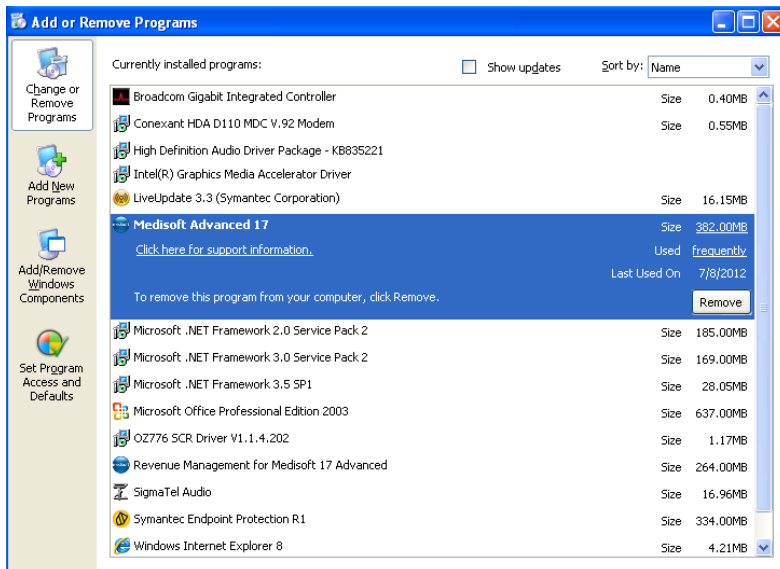 Add or Remove Programs
Change or
Remove
Programs
Add New
Programs
Add/Remove
Windows
Components
Set Program
Access and
Defaults
Currently installed programs:
Show updates
Sort by: Name
Broadcom Gigabit Integrated Controller Size 0.40MB
Conexant HDA D110 MDC V.92 Modem Size 0.55MB
High Definition Audio Driver Package - KB835221
Intel(R) Graphics Media Accelerator Driver
LiveUpdate 3.3 (Symantec Corporation) Size 16.15MB
Medisoft Advanced 17 Size 382.00MB
Click here for support information. Used frequently
Last Used On 7/8/2012
To remove this program from your computer, click Remove. Remove
Microsoft .NET Framework 2.0 Service Pack 2 Size 185.00MB
Microsoft .NET Framework 3.0 Service Pack 2 Size 169.00MB
Microsoft .NET Framework 3.5 SP1 Size 28.05MB
Microsoft Office Professional Edition 2003 Size 637.00MB
OZ776 SCR Driver V1.1.4.202 Size 1.17MB
Revenue Management for Medisoft 17 Advanced Size 264.00MB
SigmaTel Audio Size 16.96MB
Symantec Endpoint Protection R1 Size 334.00MB
Windows Internet Explorer 8 Size 4.21MB